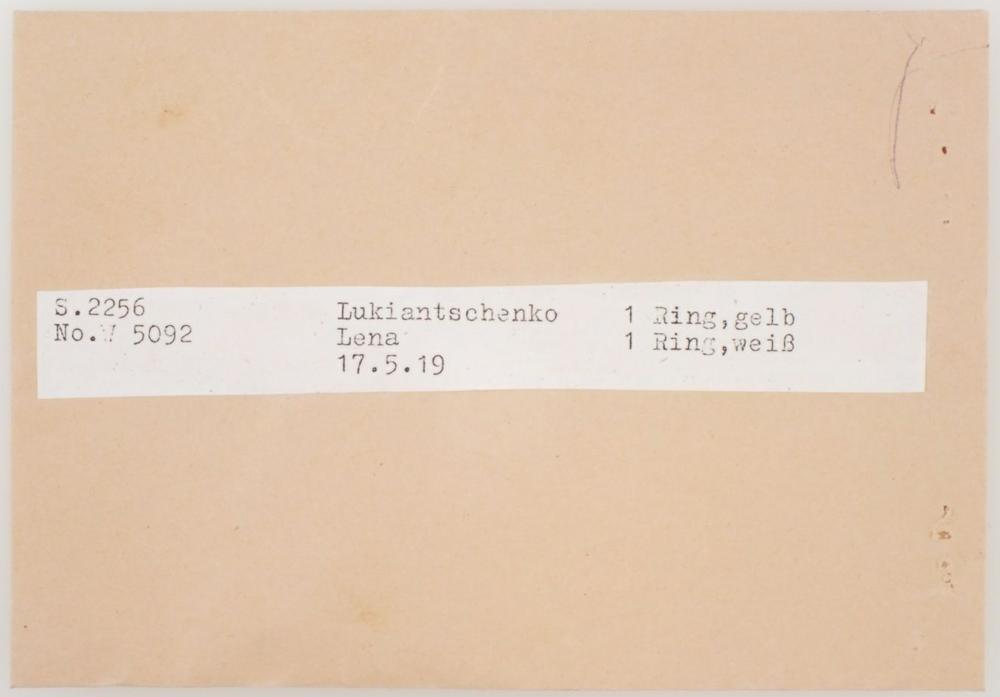 S.2256
No. 5092
Lukiantschenko
Lena
17.5.19
1 Ring,gelb
1 Ring,weiß